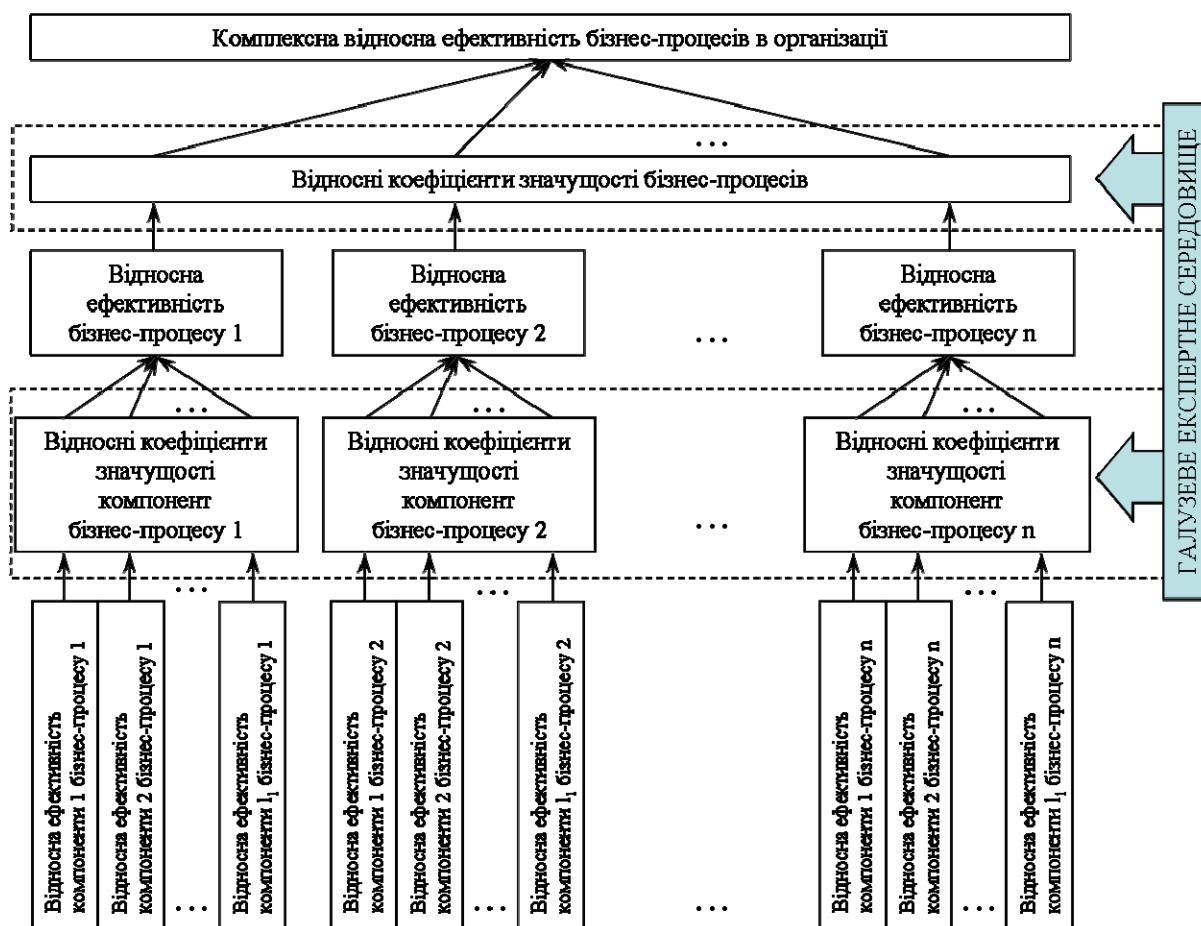 Комплексна відносна ефективність бізнес-процесів в організації
...
Відносні коефіцієнти значущості бізнес-процесів
ГАЛУЗЕВЕ ЕКСПЕРТНЕ СЕРЕДОВИЩЕ
Відносна
ефективність
бізнес-процесу 1
Відносна
ефективність
бізнес-процесу 2
...
Відносна
ефективність
бізнес-процесу n
...
...
...
Відносні коефіцієнти
значущості
компонент
бізнес-процесу 1
Відносні коефіцієнти
значущості
компонент
бізнес-процесу 2
...
Відносні коефіцієнти
значущості
компонент
бізнес-процесу n
...
...
...
Відносна ефективність
компоненти 1 бізнес-процесу 1
Відносна ефективність
компоненти 2 бізнес-процесу 1
...
Відносна ефективність
компоненти l₁ бізнес-процесу 1
Відносна ефективність
компоненти 1 бізнес-процесу 2
Відносна ефективність
компоненти 2 бізнес-процесу 2
...
Відносна ефективність
компоненти l₁ бізнес-процесу 2
...
Відносна ефективність
компоненти 1 бізнес-процесу n
Відносна ефективність
компоненти 2 бізнес-процесу n
...
Відносна ефективність
компоненти l₁ бізнес-процесу n